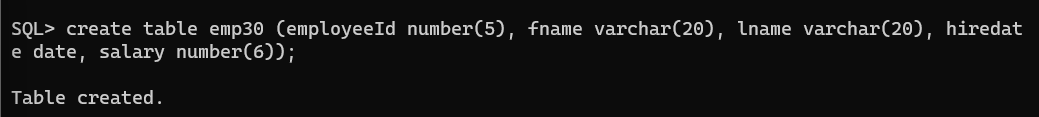 SQL> create table emp30 (employeeId number(5), fname varchar(20), lname varchar(20), hiredat
e date, salary number(6));
Table created.